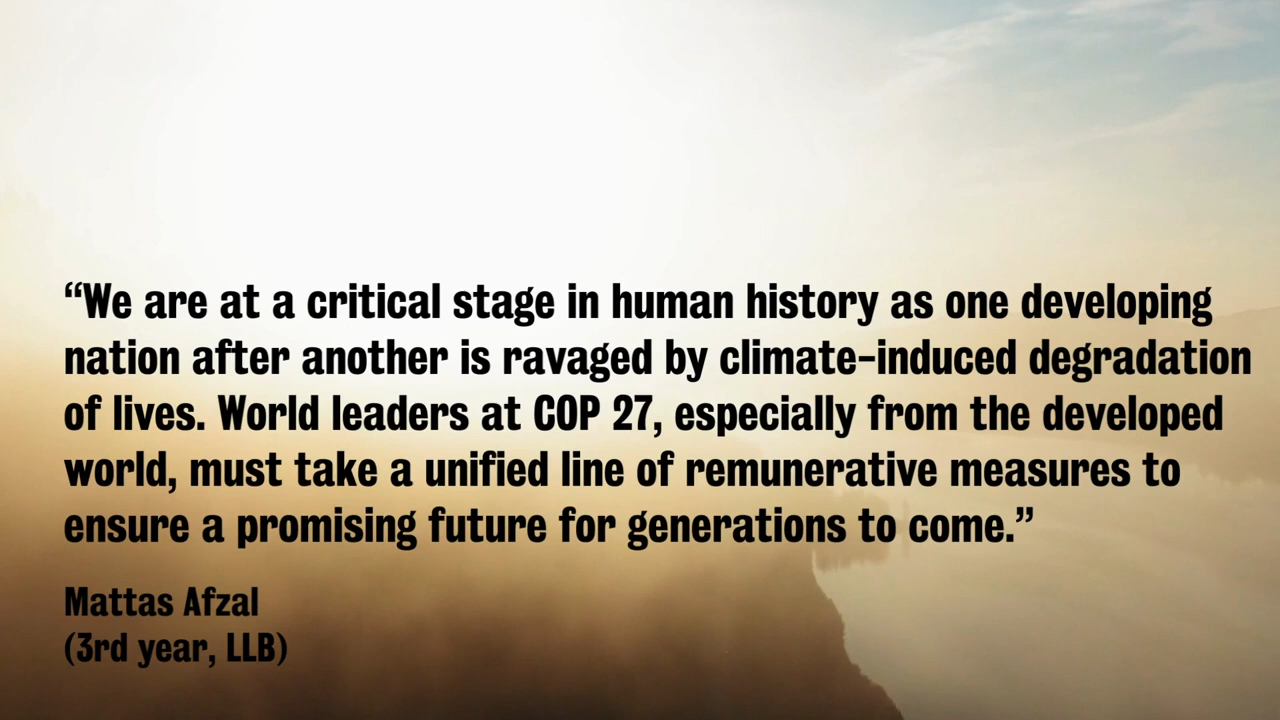 “We are at a critical stage in human history as one developing
nation after another is ravaged by climate-induced degradation
of lives. World leaders at COP 27, especially from the developed
world, must take a unified line of remunerative measures to
ensure a promising future for generations to come.”
Mattas Afzal
(3rd year, LLB)